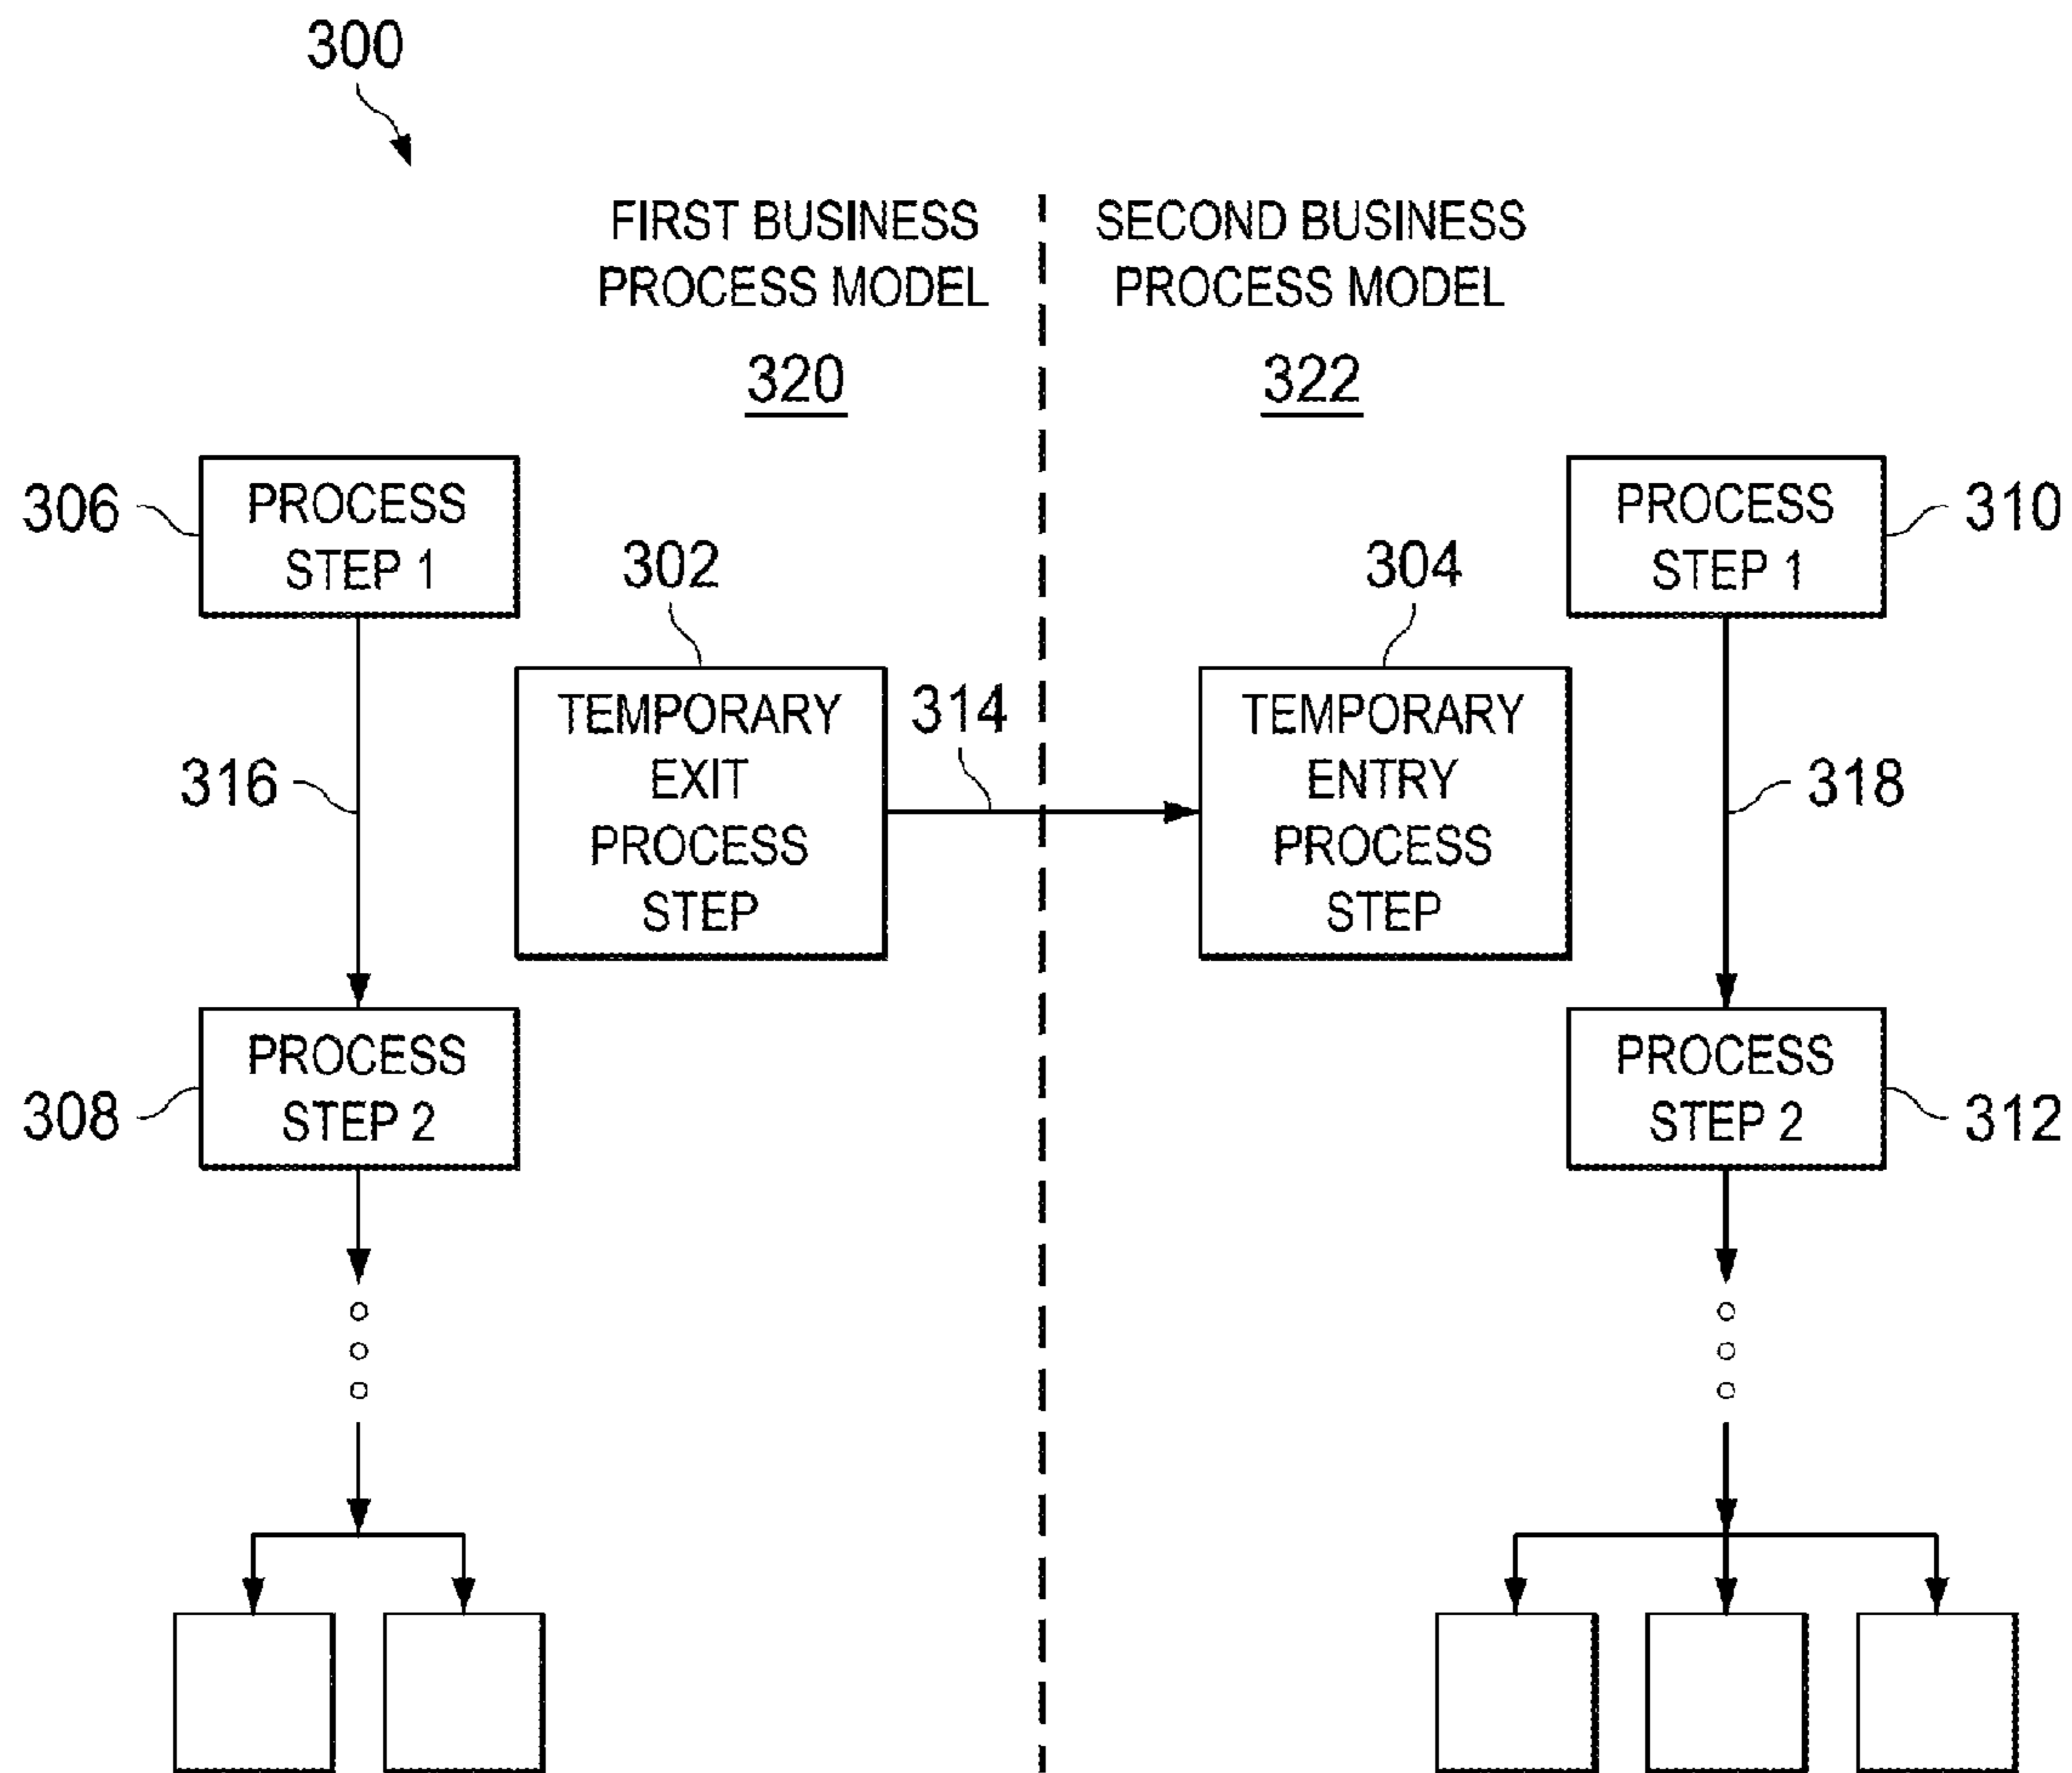 300
FIRST BUSINESS
PROCESS MODEL
320
SECOND BUSINESS
PROCESS MODEL
322
306
PROCESS
STEP 1
302
304
PROCESS
STEP 1
310
316
TEMPORARY
EXIT
PROCESS
STEP
314
TEMPORARY
ENTRY
PROCESS
STEP
318
308
PROCESS
STEP 2
PROCESS
STEP 2
312